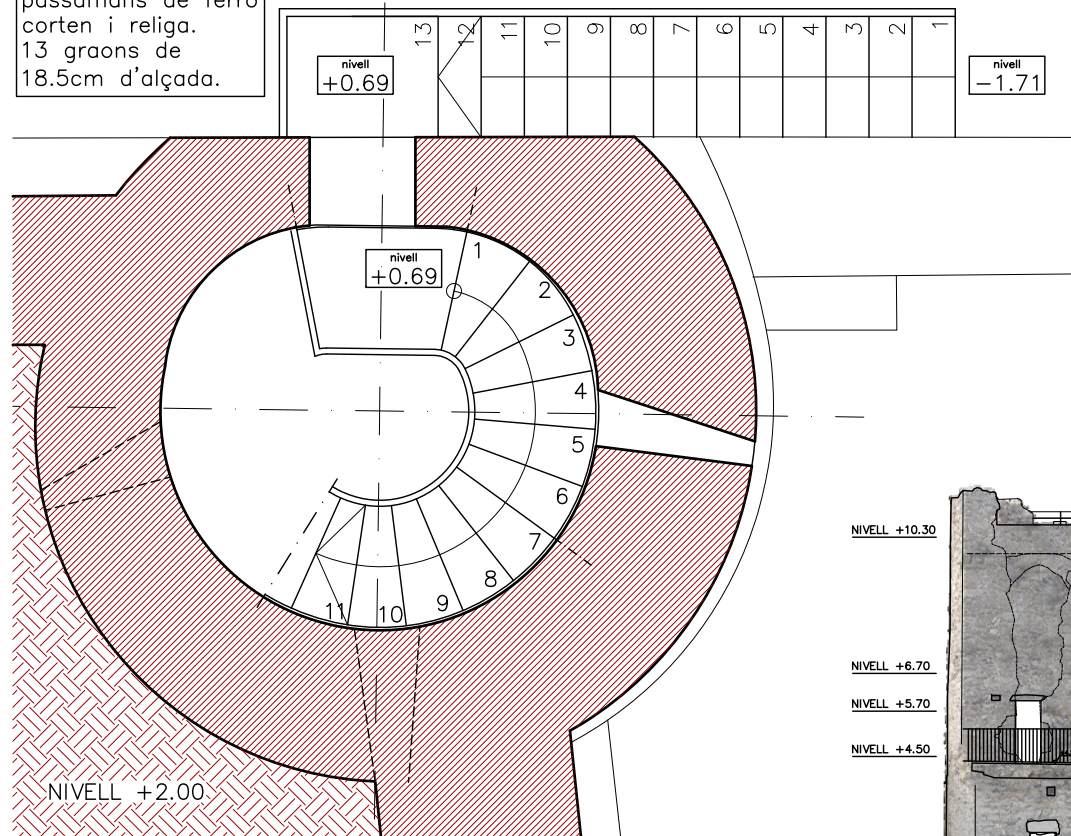 passamans de ferro
corten i religa.
13 graons de
18.5cm d'alçada.
nivell
+0.69
13
12
11
10
9
8
7
6
5
4
3
2
1
nivell
-1.71
nivell
+0.69
1
2
3
4
5
6
7
8
9
10
11
NIVELL +10.30
NIVELL +6.70
NIVELL +5.70
NIVELL +4.50
NIVELL +2.00